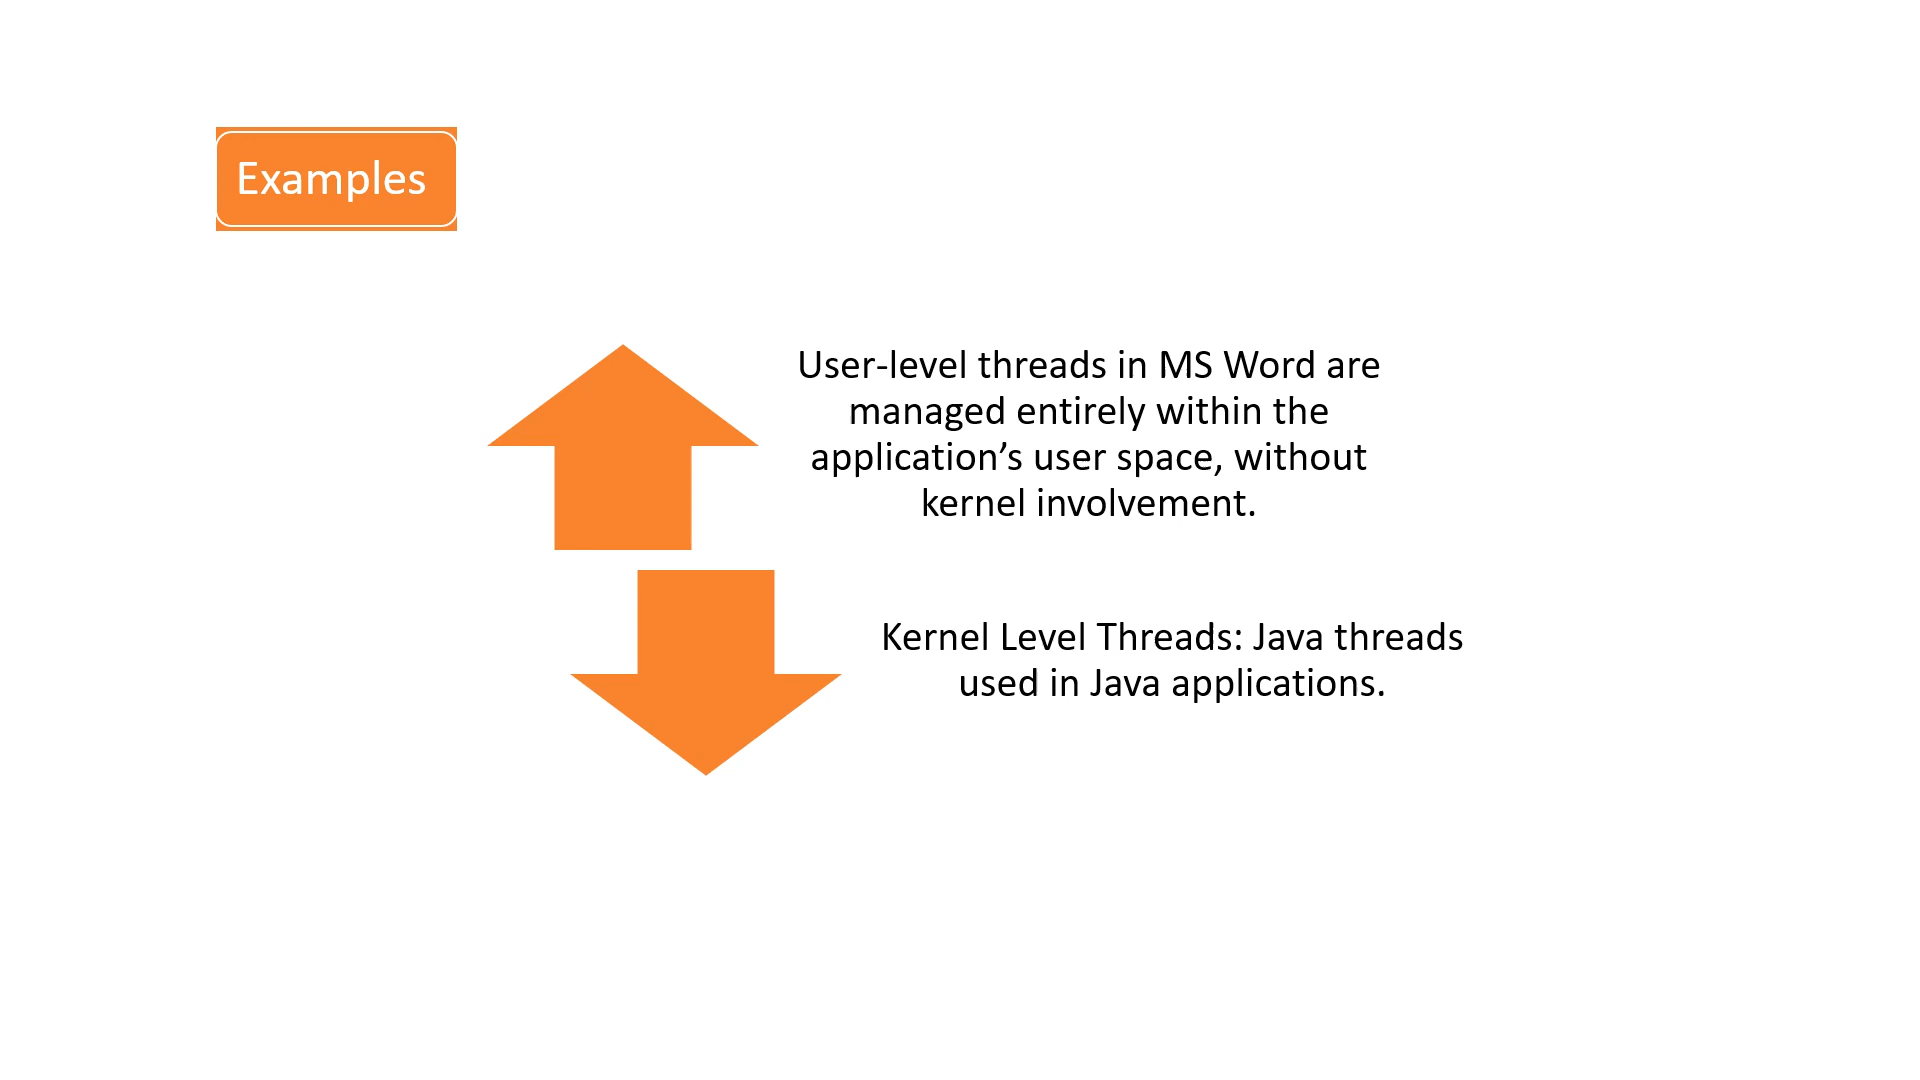 Examples
User-level threads in MS Word are
managed entirely within the
application’s user space, without
kernel involvement.
Kernel Level Threads: Java threads
used in Java applications.